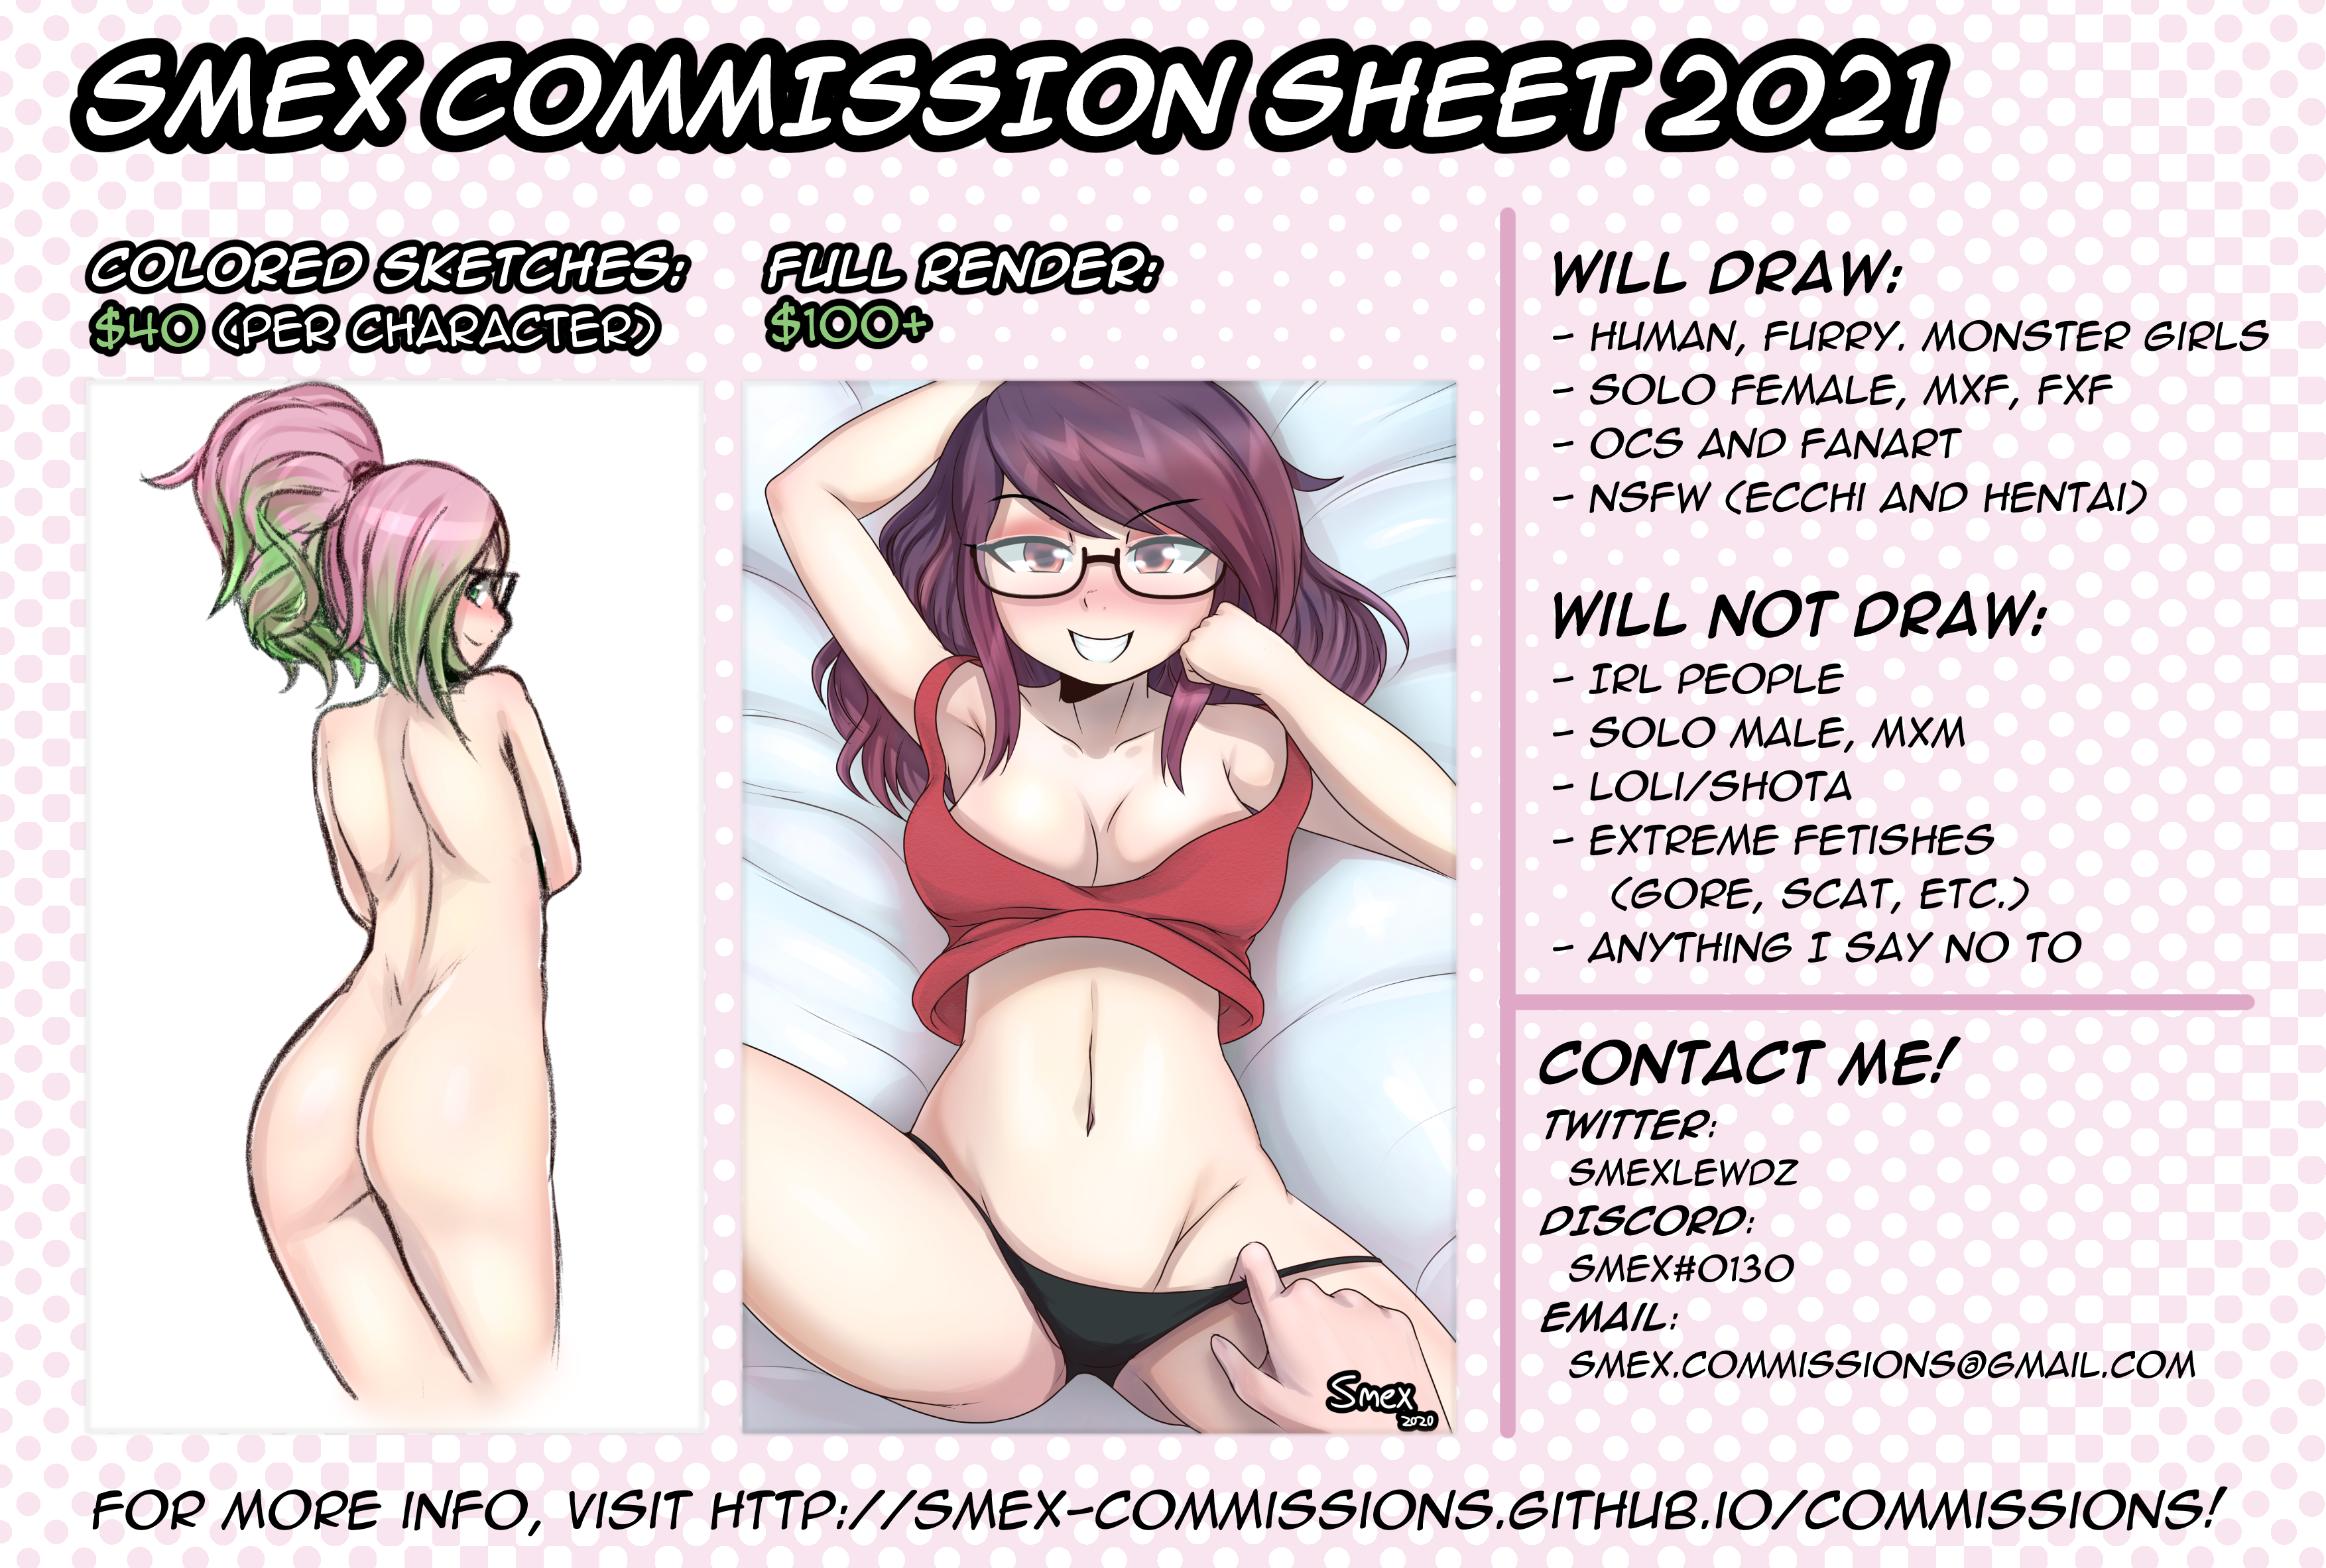 SMEX COMMISSION SHEET 2021
COLORED SKETCHES:
$40 (PER CHARACTER)
FULL RENDER:
$100+
Smex
2020
WILL DRAW:
- HUMAN, FURRY. MONSTER GIRLS
- SOLO FEMALE, MXF, FXF
- OCS AND FANART
- NSFW (ECCHI AND HENTAI)
WILL NOT DRAW:
- IRL PEOPLE
- SOLO MALE, MXM
- LOLI/SHOTA
- EXTREME FETISHES
(GORE, SCAT, ETC.)
- ANYTHING I SAY NO TO
CONTACT ME!
TWITTER:
SMEXLEWDZ
DISCORD:
SMEX#0130
EMAIL:
SMEX.COMMISSIONS@GMAIL.COM
FOR MORE INFO, VISIT HTTP://SMEX-COMMISSIONS.GITHUB.IO/COMMISSIONS!